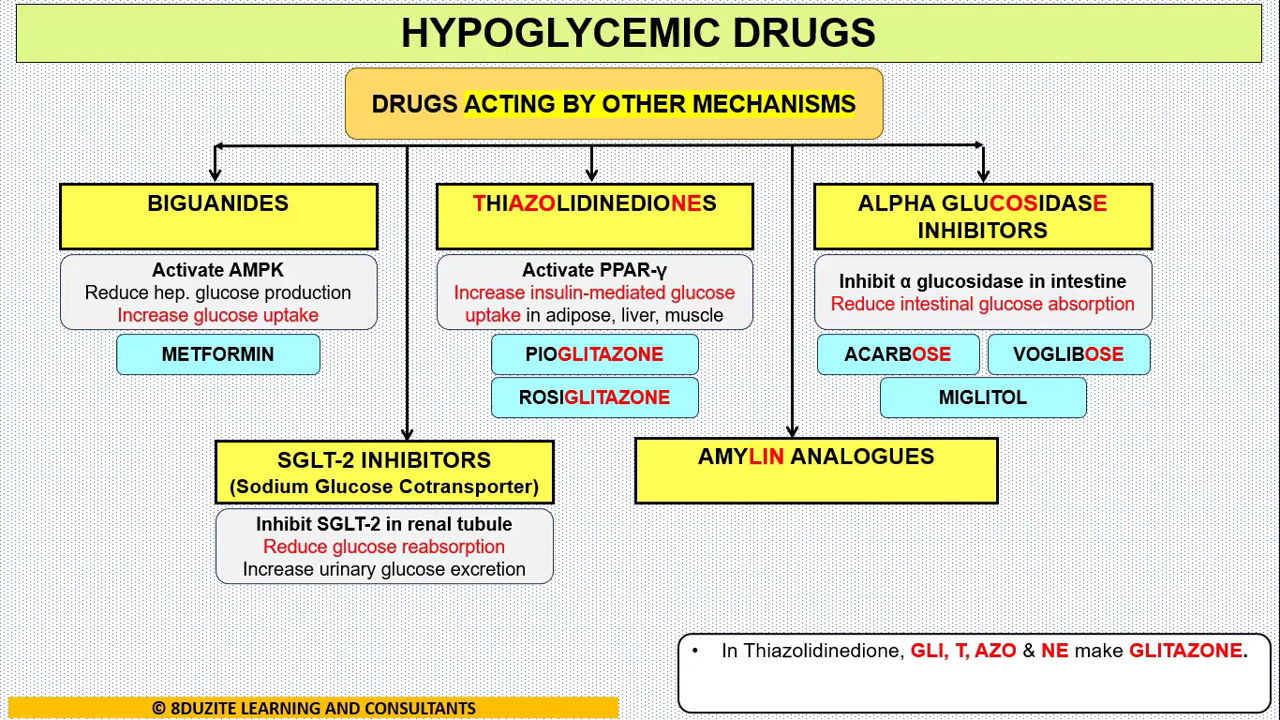 HYPOGLYCEMIC DRUGS
DRUGS ACTING BY OTHER MECHANISMS
BIGUANIDES
Activate AMPK
Reduce hep. glucose production
Increase glucose uptake
METFORMIN
THIAZOLIDINEDIONES
Activate PPAR-γ
Increase insulin-mediated glucose
uptake in adipose, liver, muscle
PIOGLITAZONE
ROSIGLITAZONE
ALPHA GLUCOSIDASE
INHIBITORS
Inhibit α glucosidase in intestine
Reduce intestinal glucose absorption
ACARBOSE
VOGLIBOSE
MIGLITOL
SGLT-2 INHIBITORS
(Sodium Glucose Cotransporter)
Inhibit SGLT-2 in renal tubule
Reduce glucose reabsorption
Increase urinary glucose excretion
AMYLIN ANALOGUES
• In Thiazolidinedione, GLI, T, AZO & NE make GLITAZONE.
© 8DUZITE LEARNING AND CONSULTANTS